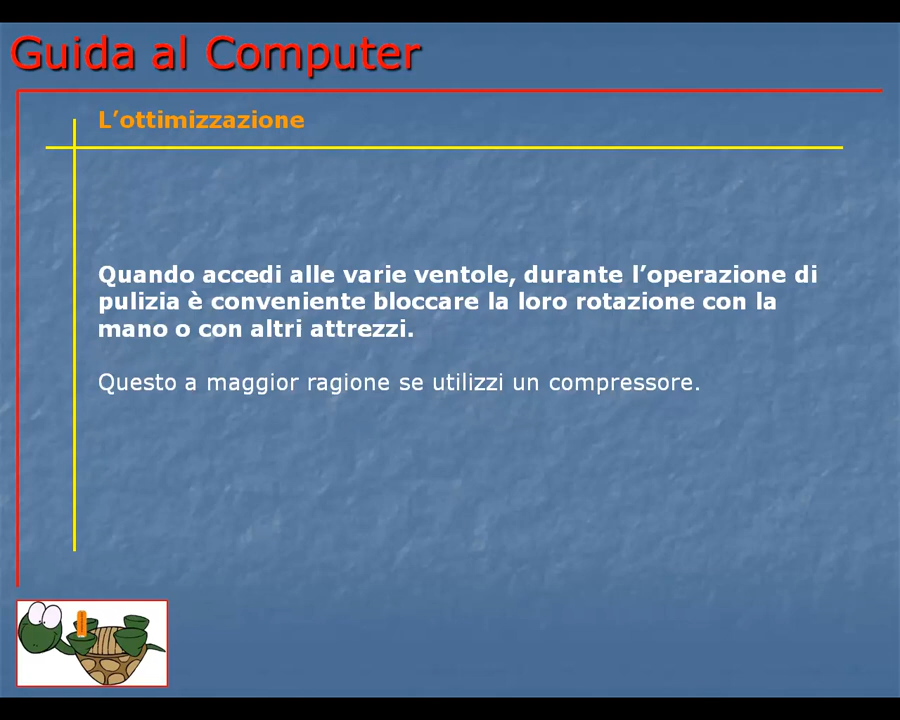 Guida al Computer
L’ottimizzazione
Quando accedi alle varie ventole, durante l’operazione di
pulizia è conveniente bloccare la loro rotazione con la
mano o con altri attrezzi.
Questo a maggior ragione se utilizzi un compressore.